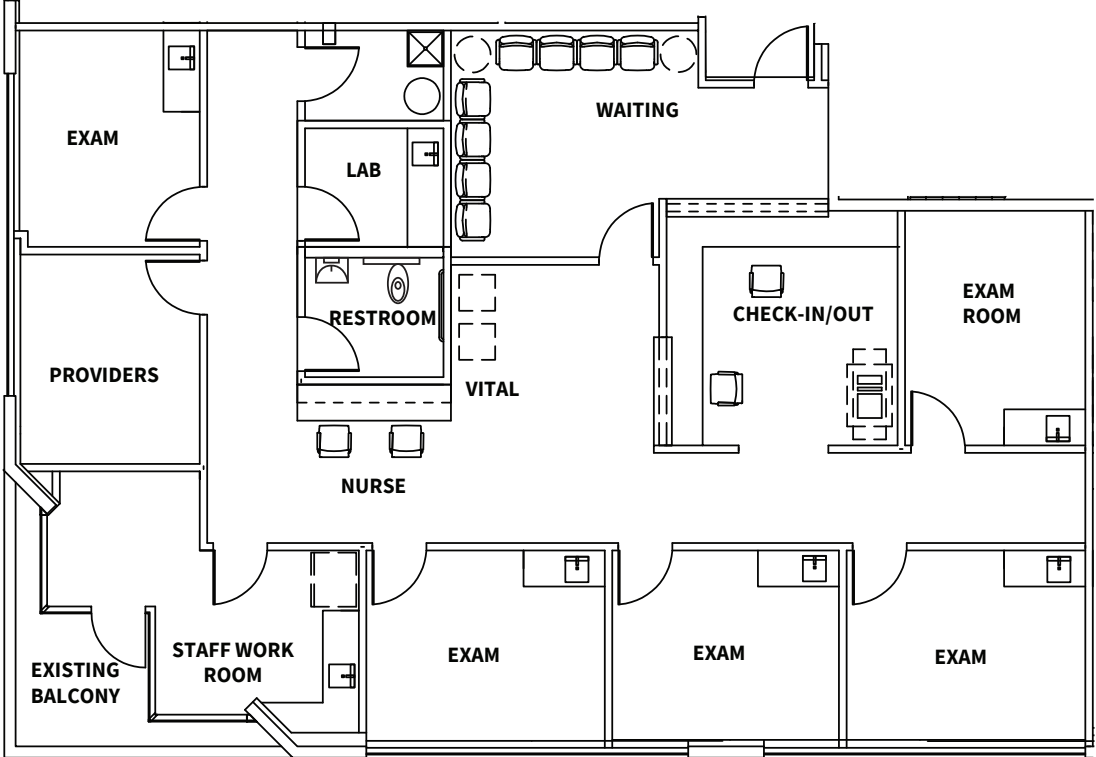 WAITING
EXAM
LAB
EXAM
ROOM
CHECK-IN/OUT
RESTROOM
PROVIDERS
VITAL
NURSE
STAFF WORK
ROOM
EXISTING
BALCONY
EXAM
EXAM
EXAM